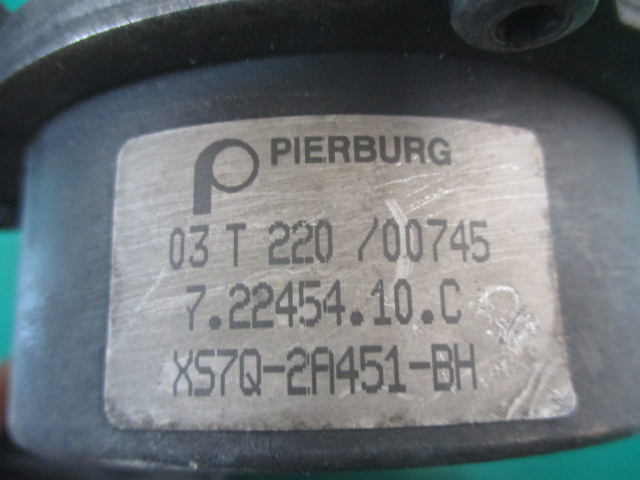 PIERBURG
03 T 220 /00745
7.22454.10.C
XS7Q-2A451-BH